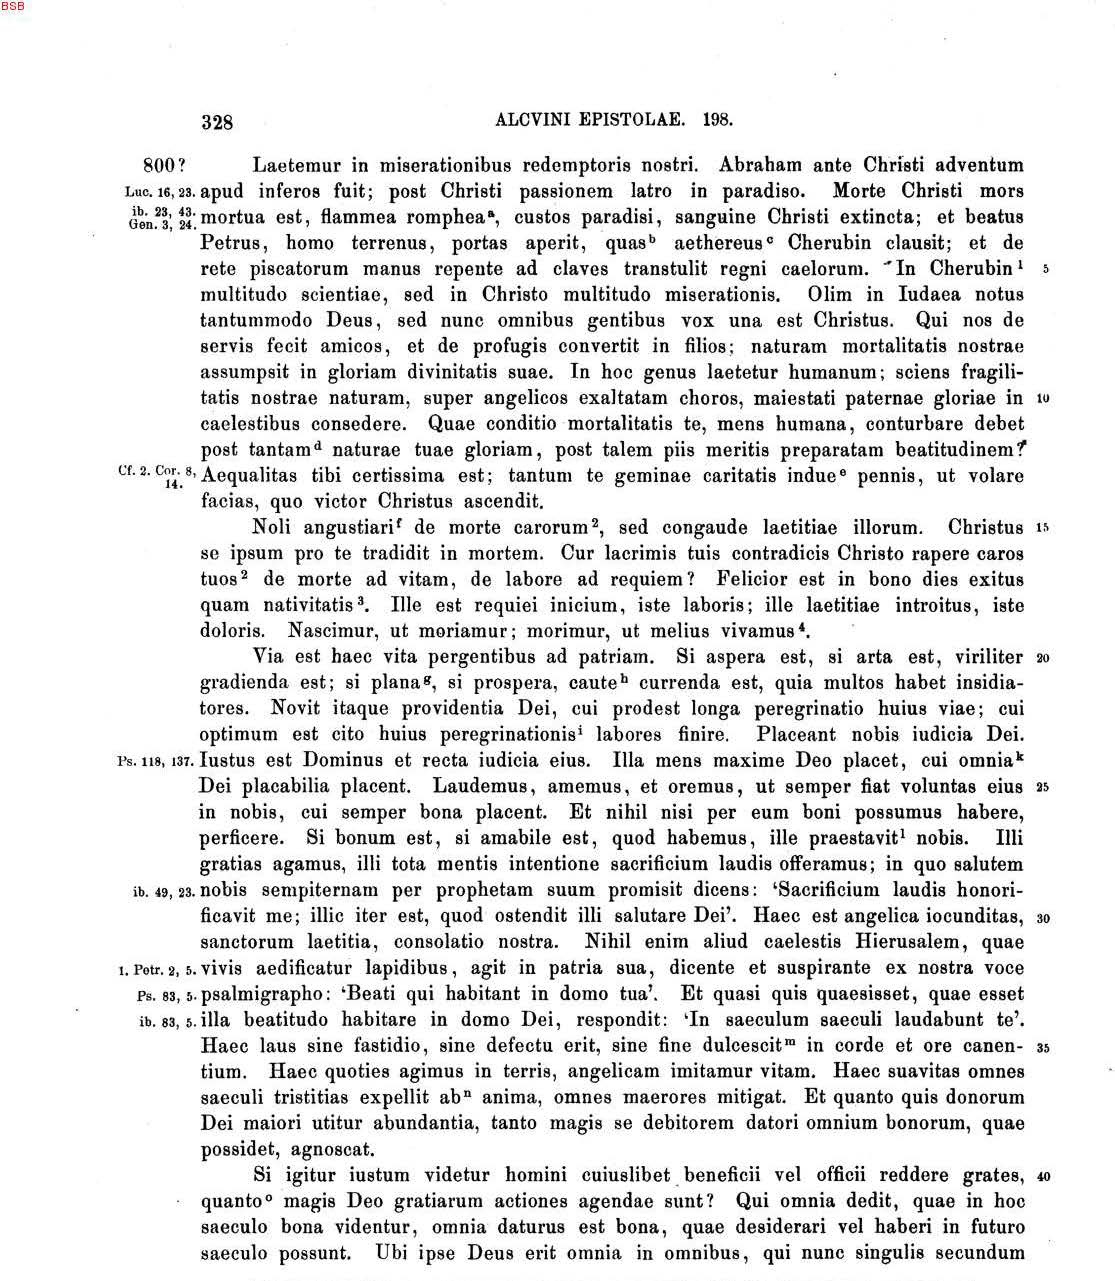 BSB
328 ALCVINI EPISTOLAE. 198.
800? Laetemur in miserationibus redemptoris nostri. Abraham ante Christi adventum
Luc. 16, 23. apud inferos fuit; post Christi passionem latro in paradiso. Morte Christi mors
ib. 23, 43. Gen. 3, 24. mortua est, flammea romphea ᵃ, custos paradisi, sanguine Christi extincta; et beatus
Petrus, homo terrenus, portas aperit, quas ᵇ aethereus ᶜ Cherubin clausit; et de
rete piscatorum manus repente ad claves transtulit regni caelorum. In Cherubin ¹ 5
multitudo scientiae, sed in Christo multitudo miserationis. Olim in Iudaea notus
tantummodo Deus, sed nunc omnibus gentibus vox una est Christus. Qui nos de
servis fecit amicos, et de profugis convertit in filios; naturam mortalitatis nostrae
assumpsit in gloriam divinitatis suae. In hoc genus laetetur humanum; sciens fragili-
tatis nostrae naturam, super angelicos exaltatam choros, maiestati paternae gloriae in 10
caelestibus consedere. Quae conditio mortalitatis te, mens humana, conturbare debet
post tantam ᵈ naturae tuae gloriam, post talem piis meritis preparatam beatitudinem?
Cf. 2. Cor. 8, 14. Aequalitas tibi certissima est; tantum te geminae caritatis indue ᵉ pennis, ut volare
facias, quo victor Christus ascendit.
Noli angustiari ᶠ de morte carorum ², sed congaude laetitiae illorum. Christus 15
se ipsum pro te tradidit in mortem. Cur lacrimis tuis contradicis Christo rapere caros
tuos ² de morte ad vitam, de labore ad requiem? Felicior est in bono dies exitus
quam nativitatis ³. Ille est requiei inicium, iste laboris; ille laetitiae introitus, iste
doloris. Nascimur, ut moriamur; morimur, ut melius vivamus ⁴.
Via est haec vita pergentibus ad patriam. Si aspera est, si arta est, viriliter 20
gradienda est; si plana ᵍ, si prospera, caute ʰ currenda est, quia multos habet insidia-
tores. Novit itaque providentia Dei, cui prodest longa peregrinatio huius viae; cui
optimum est cito huius peregrinationis ⁱ labores finire. Placeant nobis iudicia Dei.
Ps. 118, 137. Iustus est Dominus et recta iudicia eius. Illa mens maxime Deo placet, cui omnia ᵏ
Dei placabilia placent. Laudemus, amemus, et oremus, ut semper fiat voluntas eius 25
in nobis, cui semper bona placent. Et nihil nisi per eum boni possumus habere,
perficere. Si bonum est, si amabile est, quod habemus, ille praestavit ˡ nobis. Illi
gratias agamus, illi tota mentis intentione sacrificium laudis offeramus; in quo salutem
ib. 49, 23. nobis sempiternam per prophetam suum promisit dicens: ‘Sacrificium laudis honori-
ficavit me; illic iter est, quod ostendit illi salutare Dei’. Haec est angelica iocunditas, 30
sanctorum laetitia, consolatio nostra. Nihil enim aliud caelestis Hierusalem, quae
1. Petr. 2, 5. vivis aedificatur lapidibus, agit in patria sua, dicente et suspirante ex nostra voce
Ps. 83, 5. psalmigrapho: ‘Beati qui habitant in domo tua’. Et quasi quis quaesisset, quae esset
ib. 83, 5. illa beatitudo habitare in domo Dei, respondit: ‘In saeculum saeculi laudabunt te’.
Haec laus sine fastidio, sine defectu erit, sine fine dulcescit ᵐ in corde et ore canen- 35
tium. Haec quoties agimus in terris, angelicam imitamur vitam. Haec suavitas omnes
saeculi tristitias expellit ab ⁿ anima, omnes maerores mitigat. Et quanto quis donorum
Dei maiori utitur abundantia, tanto magis se debitorem datori omnium bonorum, quae
possidet, agnoscat.
Si igitur iustum videtur homini cuiuslibet beneficii vel officii reddere grates, 40
quanto ᵒ magis Deo gratiarum actiones agendae sunt? Qui omnia dedit, quae in hoc
saeculo bona videntur, omnia daturus est bona, quae desiderari vel haberi in futuro
saeculo possunt. Ubi ipse Deus erit omnia in omnibus, qui nunc singulis secundum